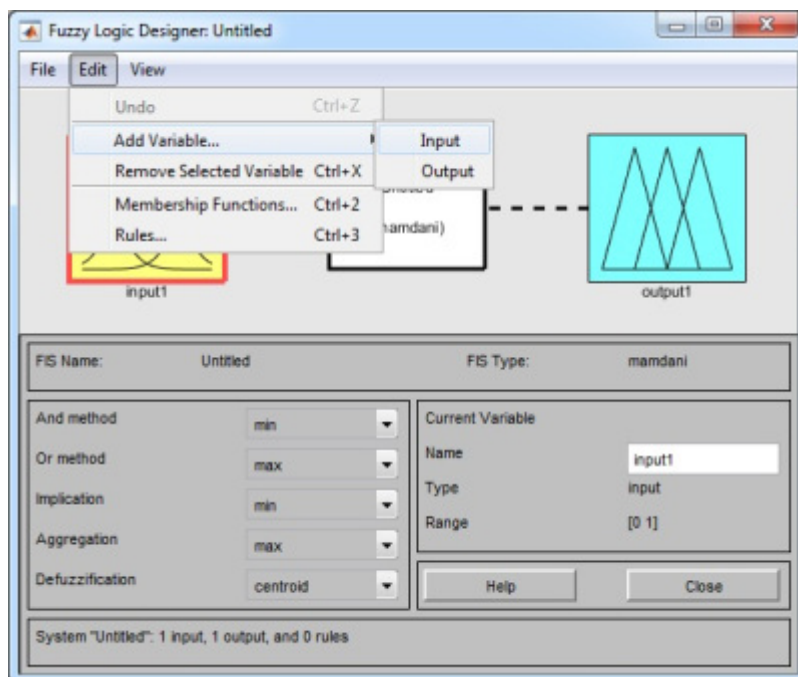 Fuzzy Logic Designer: Untitled
File Edit View
Undo Ctrl+Z
Add Variable...
Input
Remove Selected Variable Ctrl+X
Output
Membership Functions... Ctrl+2
Rules... Ctrl+3
input1
output1
FIS Name: Untitled FIS Type: mamdani
And method min
Or method max
Implication min
Aggregation max
Defuzzification centroid
Current Variable
Name input1
Type input
Range [0 1]
Help Close
System "Untitled": 1 input, 1 output, and 0 rules